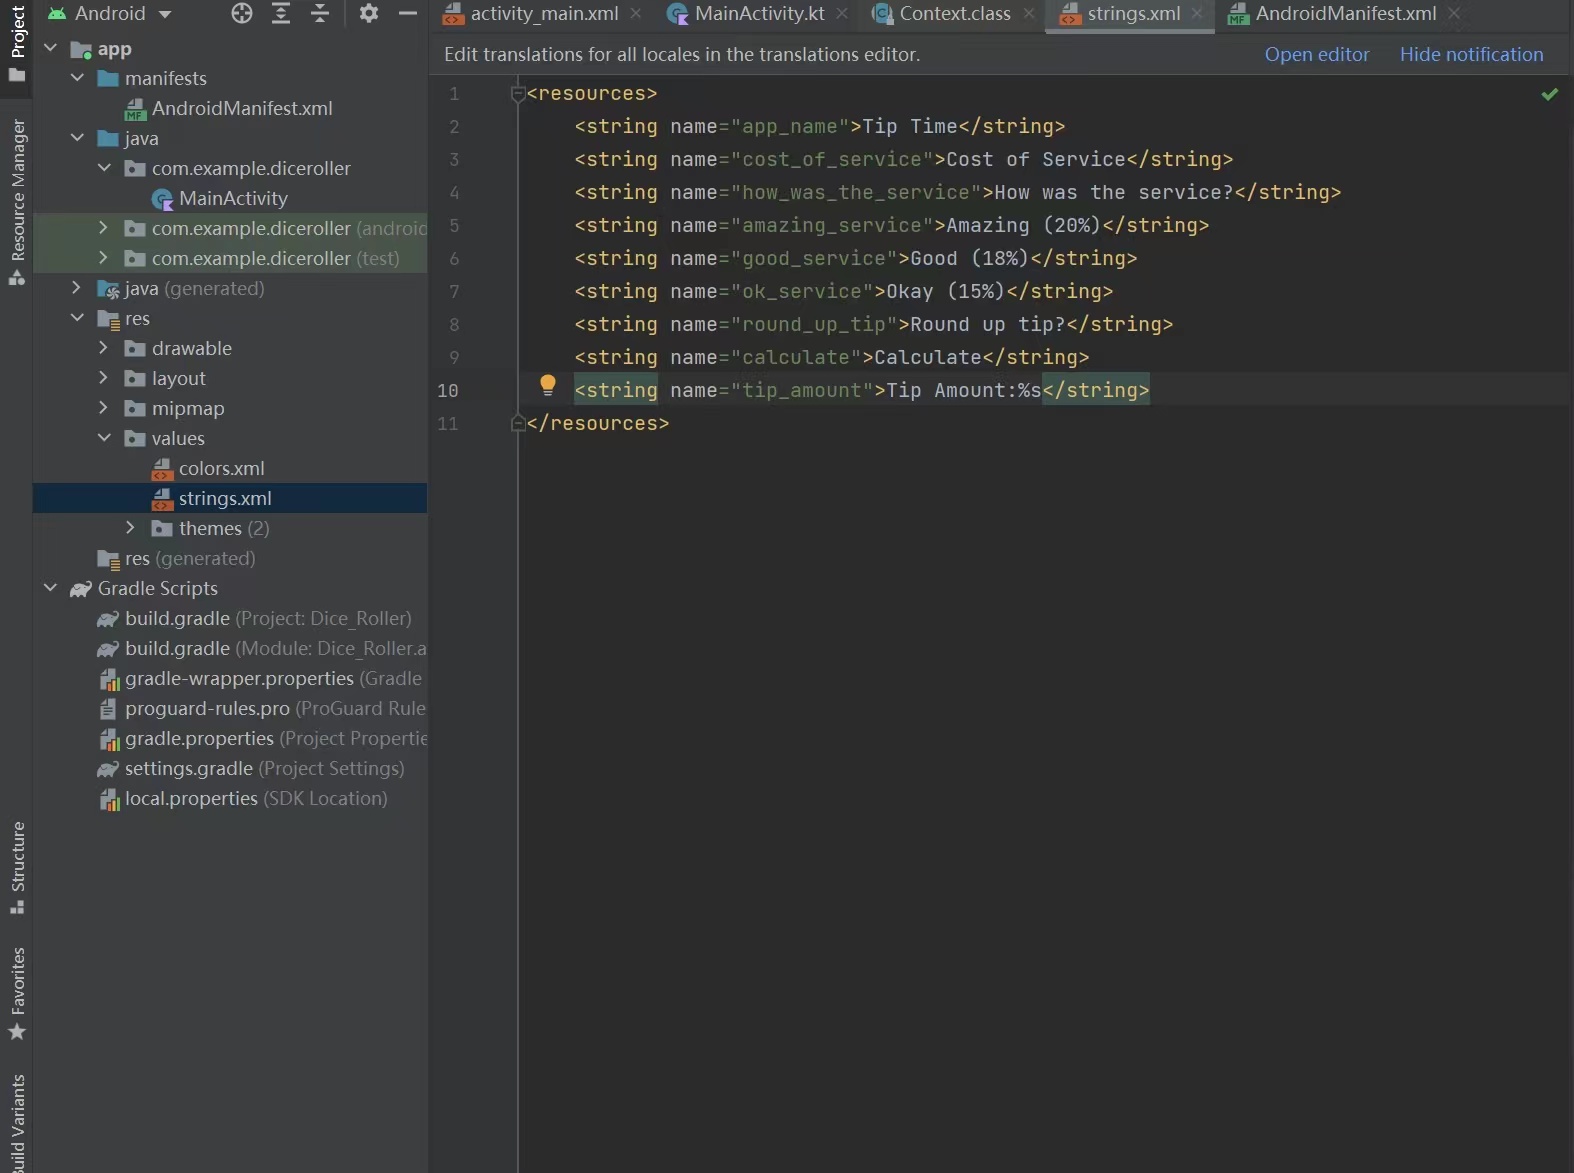 Android
activity_main.xml
MainActivity.kt
Context.class
strings.xml
AndroidManifest.xml
Project
Resource Manager
Structure
Favorites
Build Variants
app
manifests
AndroidManifest.xml
java
com.example.diceroller
MainActivity
com.example.diceroller (android
com.example.diceroller (test)
java (generated)
res
drawable
layout
mipmap
values
colors.xml
strings.xml
themes (2)
res (generated)
Gradle Scripts
build.gradle (Project: Dice_Roller)
build.gradle (Module: Dice_Roller.a
gradle-wrapper.properties (Gradle
proguard-rules.pro (ProGuard Rule
gradle.properties (Project Propertie
settings.gradle (Project Settings)
local.properties (SDK Location)
Edit translations for all locales in the translations editor. Open editor Hide notification
1 <resources>
2 <string name="app_name">Tip Time</string>
3 <string name="cost_of_service">Cost of Service</string>
4 <string name="how_was_the_service">How was the service?</string>
5 <string name="amazing_service">Amazing (20%)</string>
6 <string name="good_service">Good (18%)</string>
7 <string name="ok_service">Okay (15%)</string>
8 <string name="round_up_tip">Round up tip?</string>
9 <string name="calculate">Calculate</string>
10 <string name="tip_amount">Tip Amount:%s</string>
11 </resources>